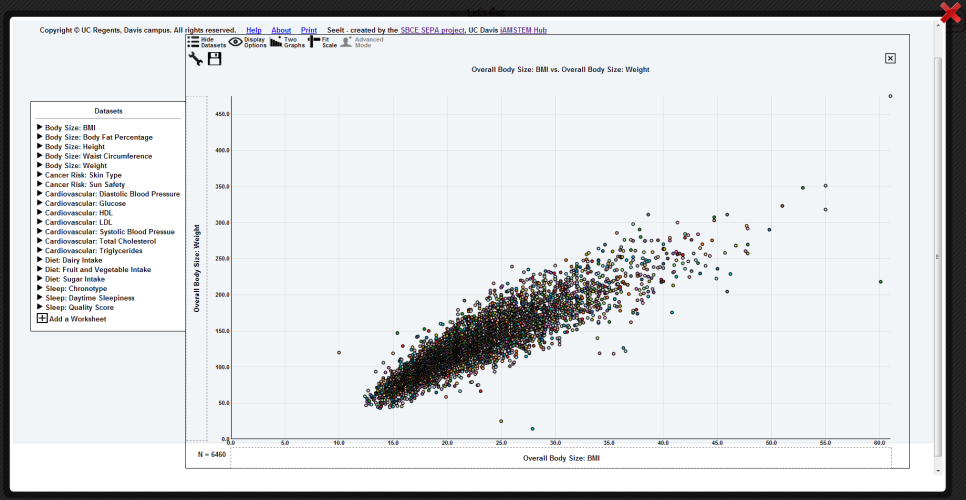 Copyright © UC Regents, Davis campus. All rights reserved. Help About Print SeeIt - created by the SBCE SEPA project, UC Davis iAMSTEM Hub
Hide Datasets
Display Options
Two Graphs
Fit Scale
Advanced Mode
Overall Body Size: BMI vs. Overall Body Size: Weight
Datasets
Body Size: BMI
Body Size: Body Fat Percentage
Body Size: Height
Body Size: Waist Circumference
Body Size: Weight
Cancer Risk: Skin Type
Cancer Risk: Sun Safety
Cardiovascular: Diastolic Blood Pressure
Cardiovascular: Glucose
Cardiovascular: HDL
Cardiovascular: LDL
Cardiovascular: Systolic Blood Pressue
Cardiovascular: Total Cholesterol
Cardiovascular: Triglycerides
Diet: Dairy Intake
Diet: Fruit and Vegetable Intake
Diet: Sugar Intake
Sleep: Chronotype
Sleep: Daytime Sleepiness
Sleep: Quality Score
Add a Worksheet
Overall Body Size: Weight
450.0
400.0
350.0
300.0
250.0
200.0
150.0
100.0
50.0
0.0
0.0 5.0 10.0 15.0 20.0 25.0 30.0 35.0 40.0 45.0 50.0 55.0 60.0
N = 6460
Overall Body Size: BMI